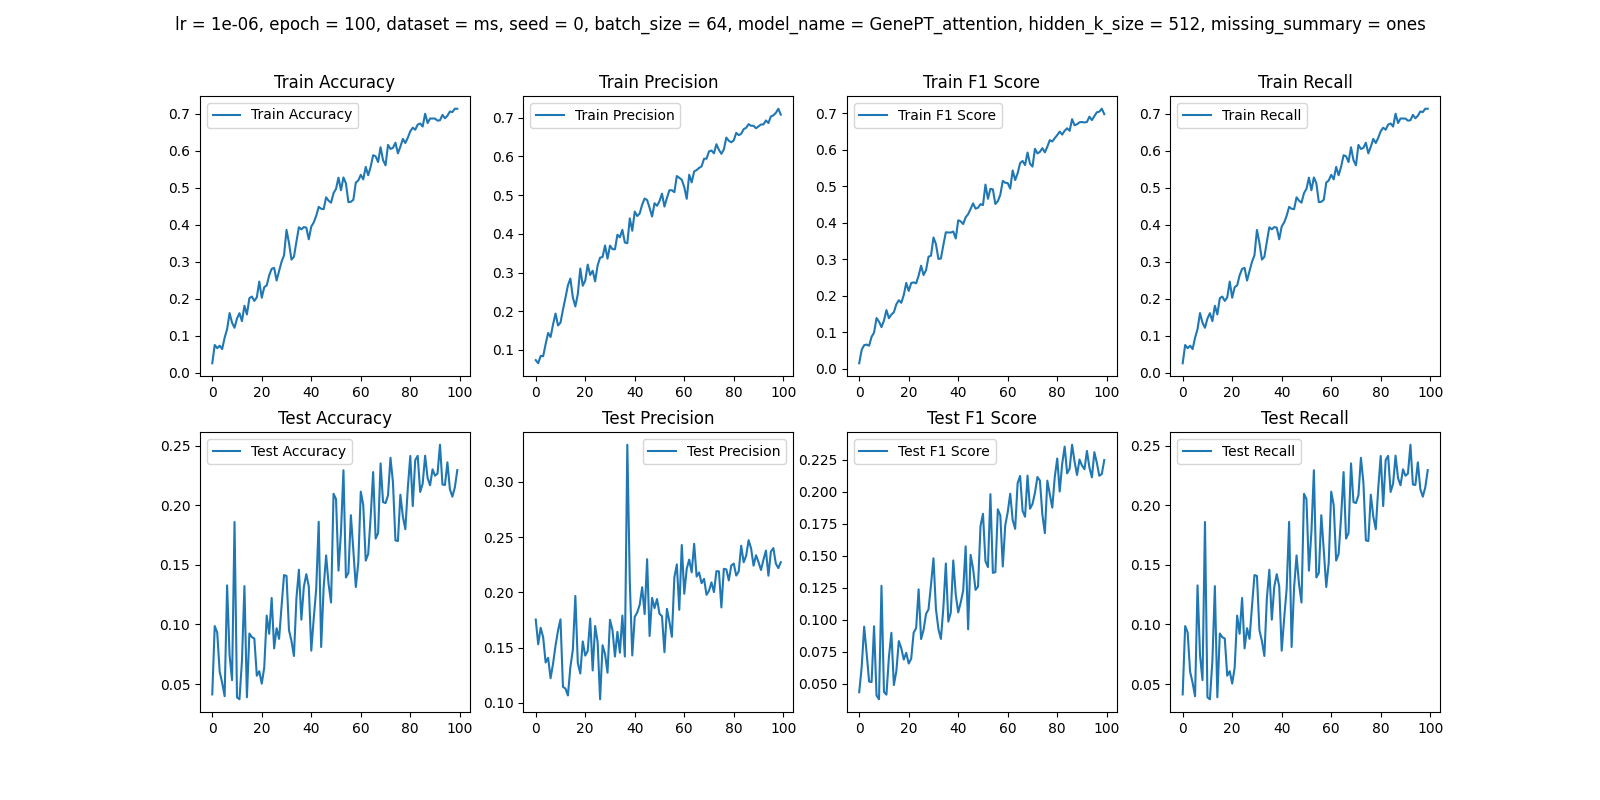 lr = 1e-06, epoch = 100, dataset = ms, seed = 0, batch_size = 64, model_name = GenePT_attention, hidden_k_size = 512, missing_summary = ones
Train Accuracy
Train Accuracy
0.7
0.6
0.5
0.4
0.3
0.2
0.1
0.0
0 20 40 60 80 100
Train Precision
Train Precision
0.7
0.6
0.5
0.4
0.3
0.2
0.1
0 20 40 60 80 100
Train F1 Score
Train F1 Score
0.7
0.6
0.5
0.4
0.3
0.2
0.1
0.0
0 20 40 60 80 100
Train Recall
Train Recall
0.7
0.6
0.5
0.4
0.3
0.2
0.1
0.0
0 20 40 60 80 100
Test Accuracy
Test Accuracy
0.25
0.20
0.15
0.10
0.05
0 20 40 60 80 100
Test Precision
Test Precision
0.30
0.25
0.20
0.15
0.10
0 20 40 60 80 100
Test F1 Score
Test F1 Score
0.225
0.200
0.175
0.150
0.125
0.100
0.075
0.050
0 20 40 60 80 100
Test Recall
Test Recall
0.25
0.20
0.15
0.10
0.05
0 20 40 60 80 100